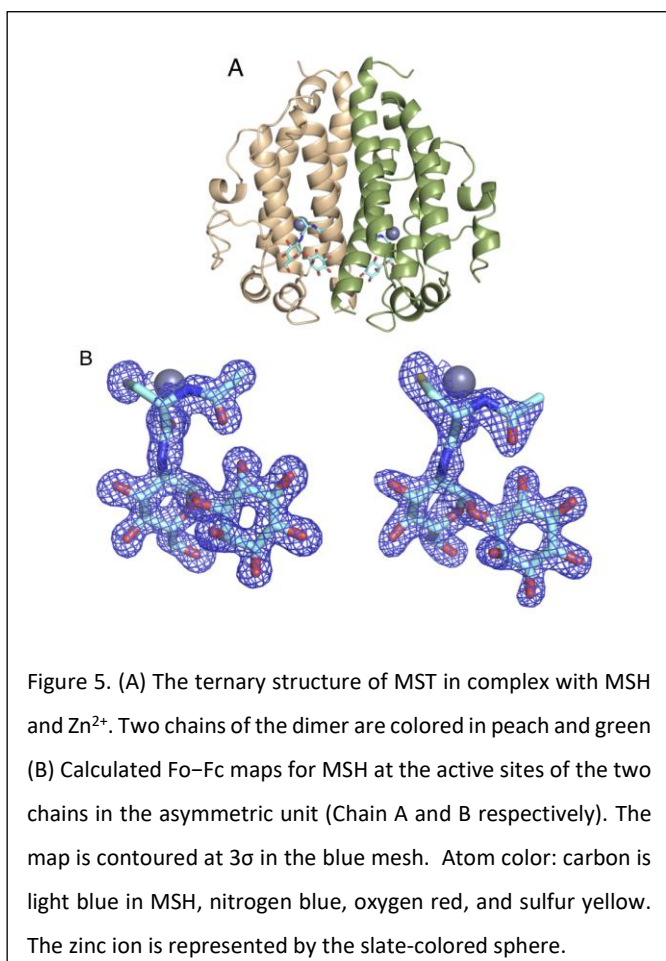 A
B
Figure 5. (A) The ternary structure of MST in complex with MSH
and Zn²⁺. Two chains of the dimer are colored in peach and green
(B) Calculated Fo−Fc maps for MSH at the active sites of the two
chains in the asymmetric unit (Chain A and B respectively). The
map is contoured at 3σ in the blue mesh.  Atom color: carbon is
light blue in MSH, nitrogen blue, oxygen red, and sulfur yellow.
The zinc ion is represented by the slate-colored sphere.